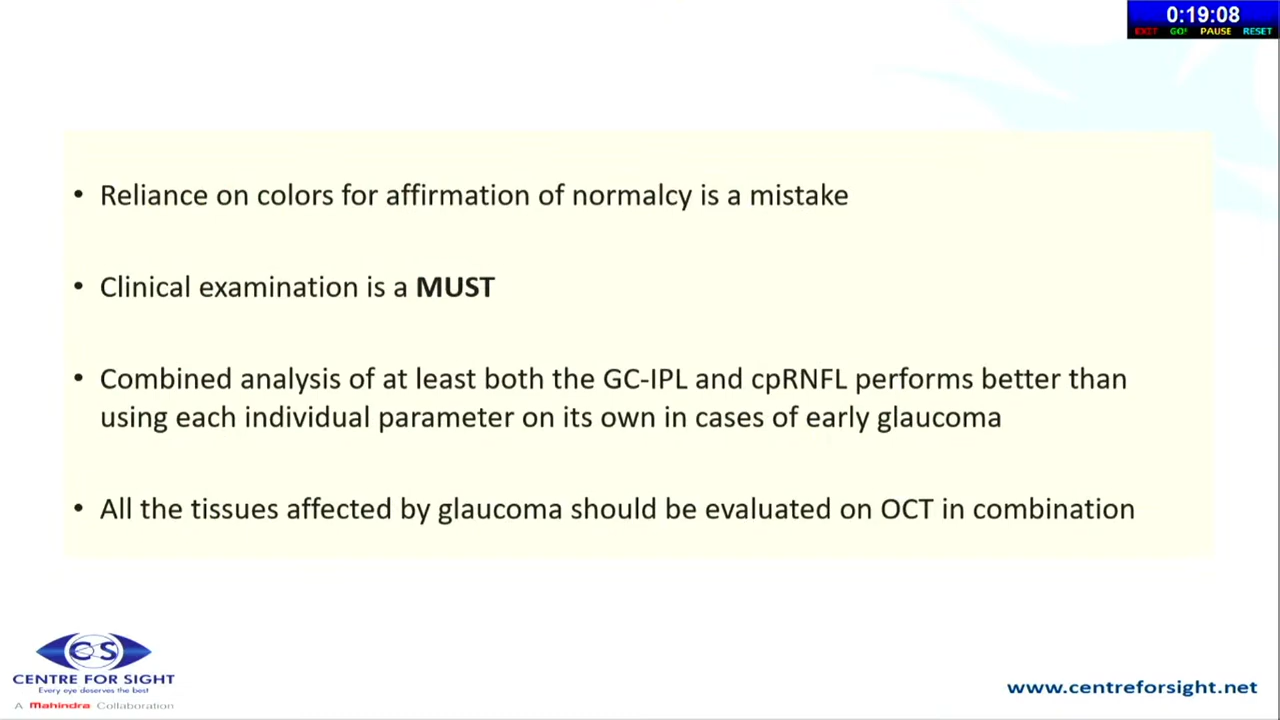 0:19:08
EXIT GO! PAUSE RESET
• Reliance on colors for affirmation of normalcy is a mistake
• Clinical examination is a MUST
• Combined analysis of at least both the GC-IPL and cpRNFL performs better than
using each individual parameter on its own in cases of early glaucoma
• All the tissues affected by glaucoma should be evaluated on OCT in combination
CS
CENTRE FOR SIGHT
Every eye deserves the best
A Mahindra Collaboration
www.centreforsight.net